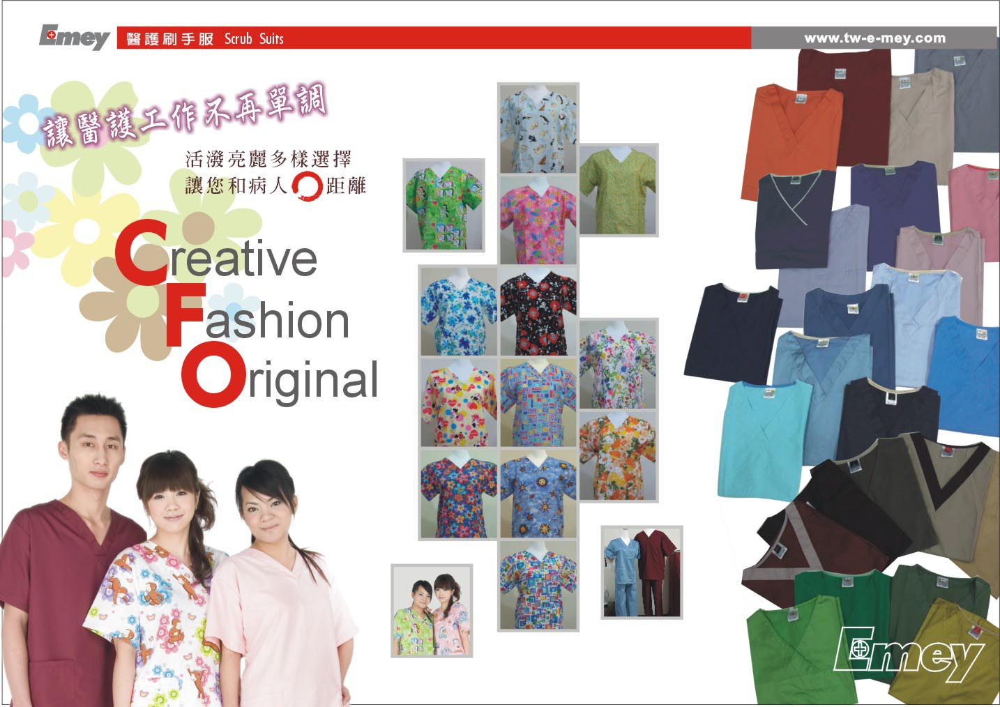 Emey
醫護刷手服 Scrub Suits
www.tw-e-mey.com
讓醫護工作不再單調
活潑亮麗多樣選擇
讓您和病人〇距離
Creative
Fashion
Original
Emey